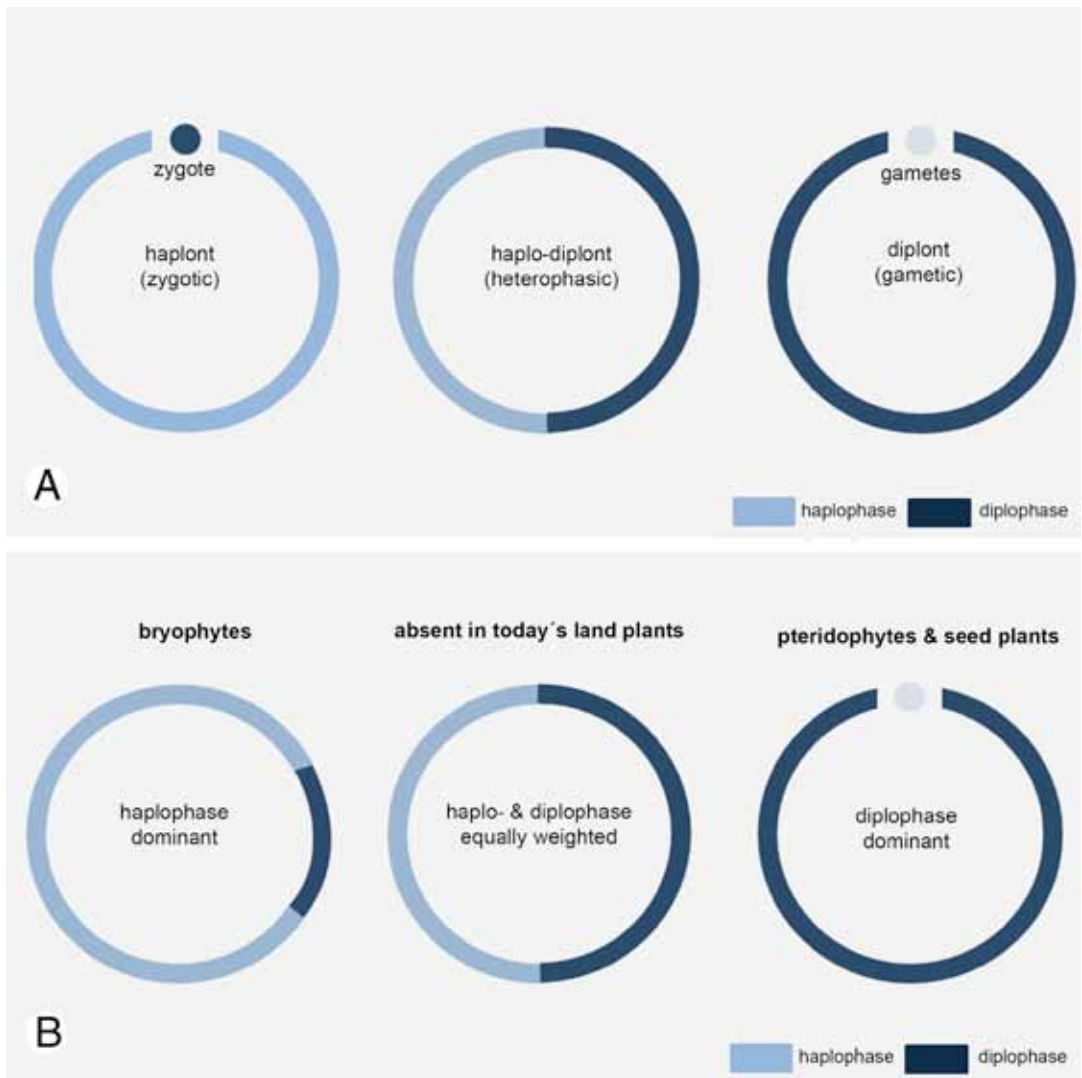 zygote
haplont
(zygotic)
haplo-diplont
(heterophasic)
gametes
diplont
(gametic)
A
haplophase
diplophase
bryophytes
absent in today´s land plants
pteridophytes & seed plants
haplophase
dominant
haplo- & diplophase
equally weighted
diplophase
dominant
B
haplophase
diplophase